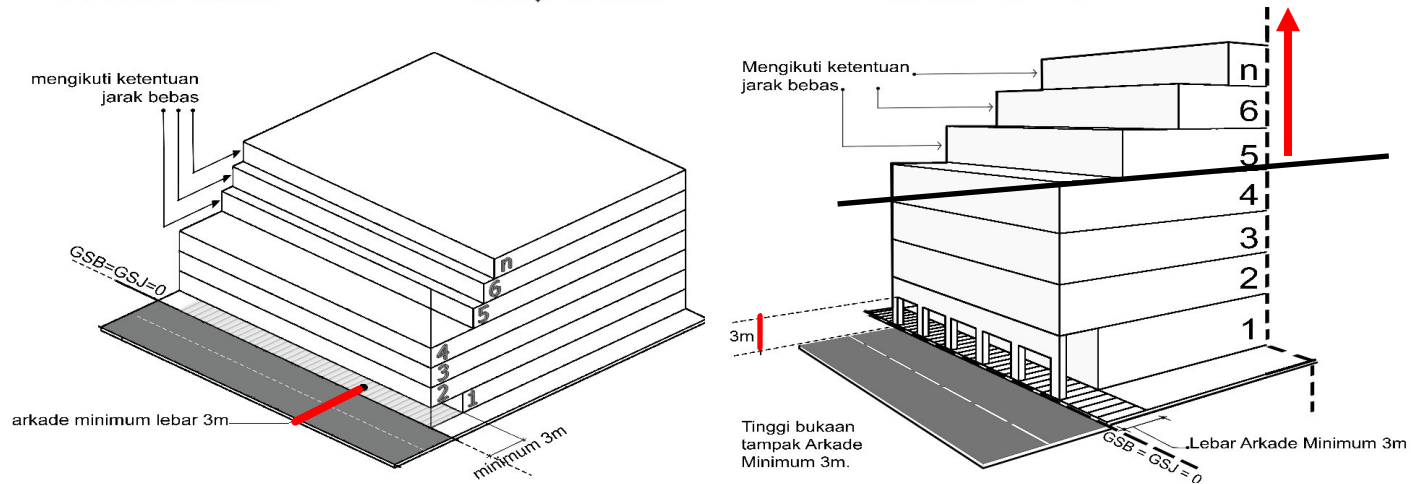 mengikuti ketentuan
jarak bebas
GSB=GSJ=0
n
6
5
4
3
2
1
arkade minimum lebar 3m
minimum 3m
Mengikuti ketentuan
jarak bebas
n
6
5
4
3
2
1
3m
Tinggi bukaan
tampak Arkade
Minimum 3m.
Lebar Arkade Minimum 3m
GSB = GSJ = 0